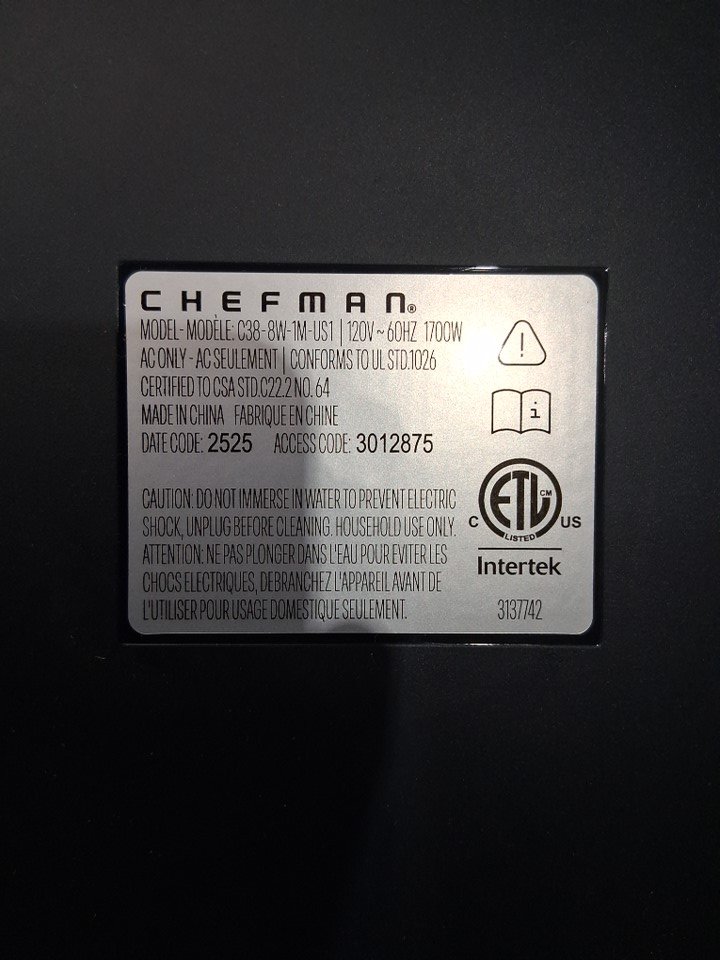 CHEFMAN®
MODEL-MODÈLE: C38-8W-1M-US1 | 120V~60HZ 1700W
AC ONLY - AC SEULEMENT | CONFORMS TO UL STD.1026
CERTIFIED TO CSA STD.C22.2 NO. 64
MADE IN CHINA FABRIQUE EN CHINE
DATE CODE: 2525 ACCESS CODE: 3012875
CAUTION: DO NOT IMMERSE IN WATER TO PREVENT ELECTRIC
SHOCK, UNPLUG BEFORE CLEANING. HOUSEHOLD USE ONLY.
ATTENTION: NE PAS PLONGER DANS L'EAU POUR EVITER LES
CHOCS ELECTRIQUES, DEBRANCHEZ L'APPAREIL AVANT DE
L'UTILISER POUR USAGE DOMESTIQUE SEULEMENT.
!
i
ETL CM
C LISTED US
Intertek
3137742